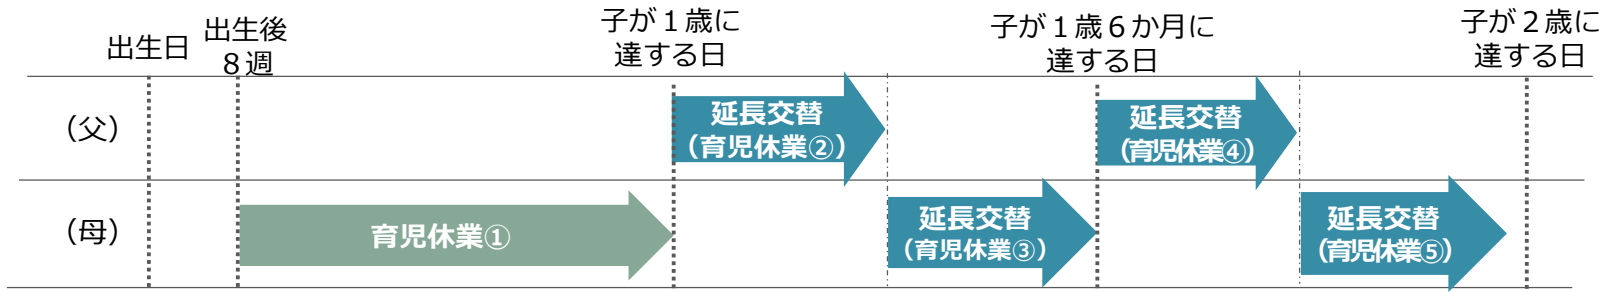 出生日
出生後
８週
子が１歳に
達する日
子が１歳６か月に
達する日
子が２歳に
達する日
（父）
延長交替
（育児休業②）
延長交替
（育児休業④）
（母）
育児休業①
延長交替
（育児休業③）
延長交替
（育児休業⑤）